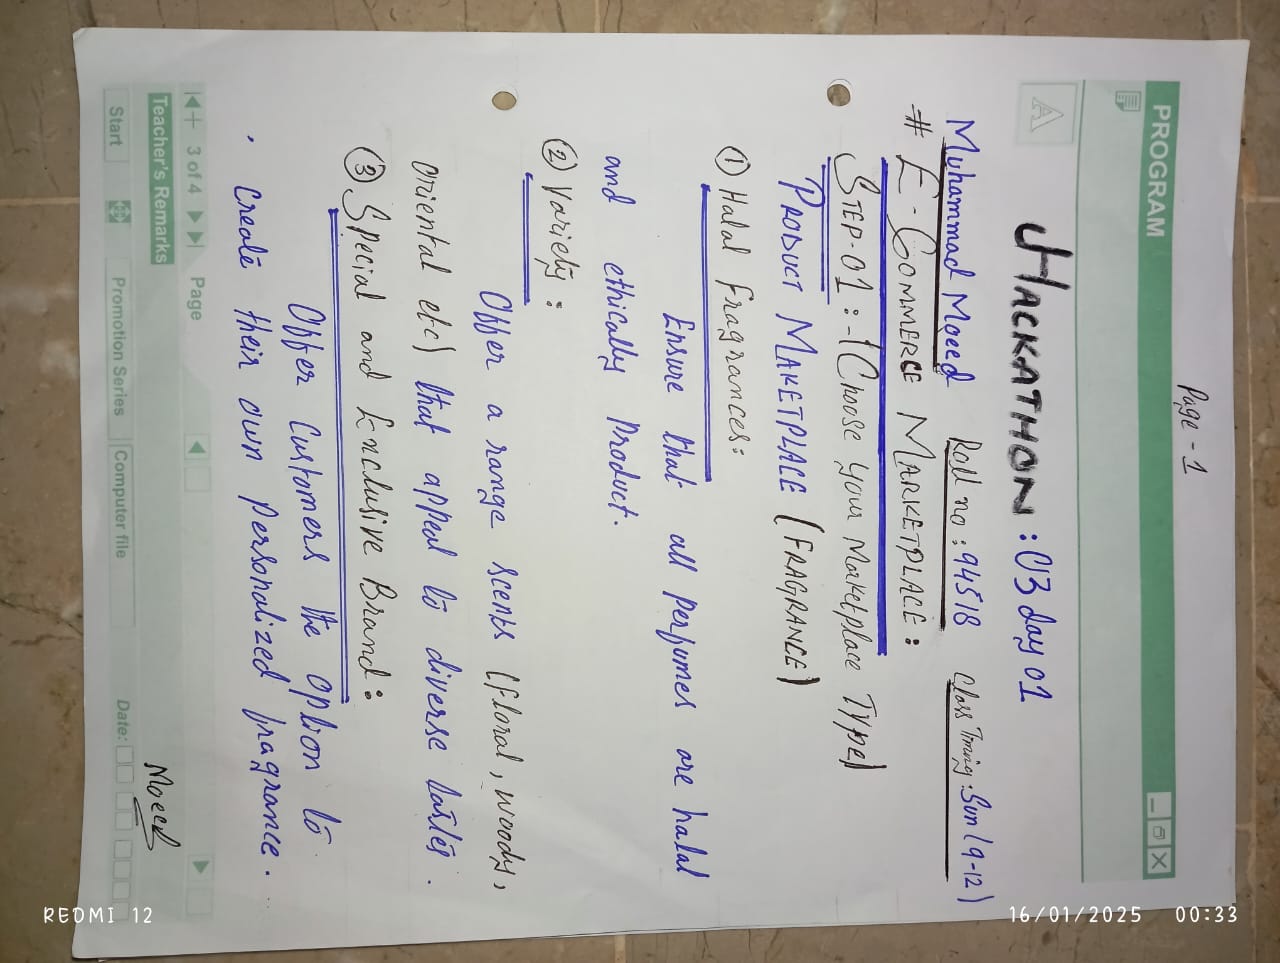 Page - 1
PROGRAM
A
HACKATHON : 03 day 01
Muhammad Moeed Roll no : 94518 Class Timing : Sun (9-12)
# E-COMMERCE MARKETPLACE :
STEP-01 :- (CHOOSE YOUR Marketplace TYPE)
PRODUCT MAKETPLACE (FRAGRANCE)
① Halal fragrances:
Ensure that all perfumes are halal
and ethically Product.
② Variety :
Offer a range scents (floral, woody,
oriental etc) that appeal to diverse tastes.
③ Special and Enclusive Brand :
Offer Customers the option to
. Create their own personalized fragrance.
3 of 4 Page
Teacher's Remarks
Moeed
Start Promotion Series Computer file Date:
REDMI 12
16/01/2025 00:33